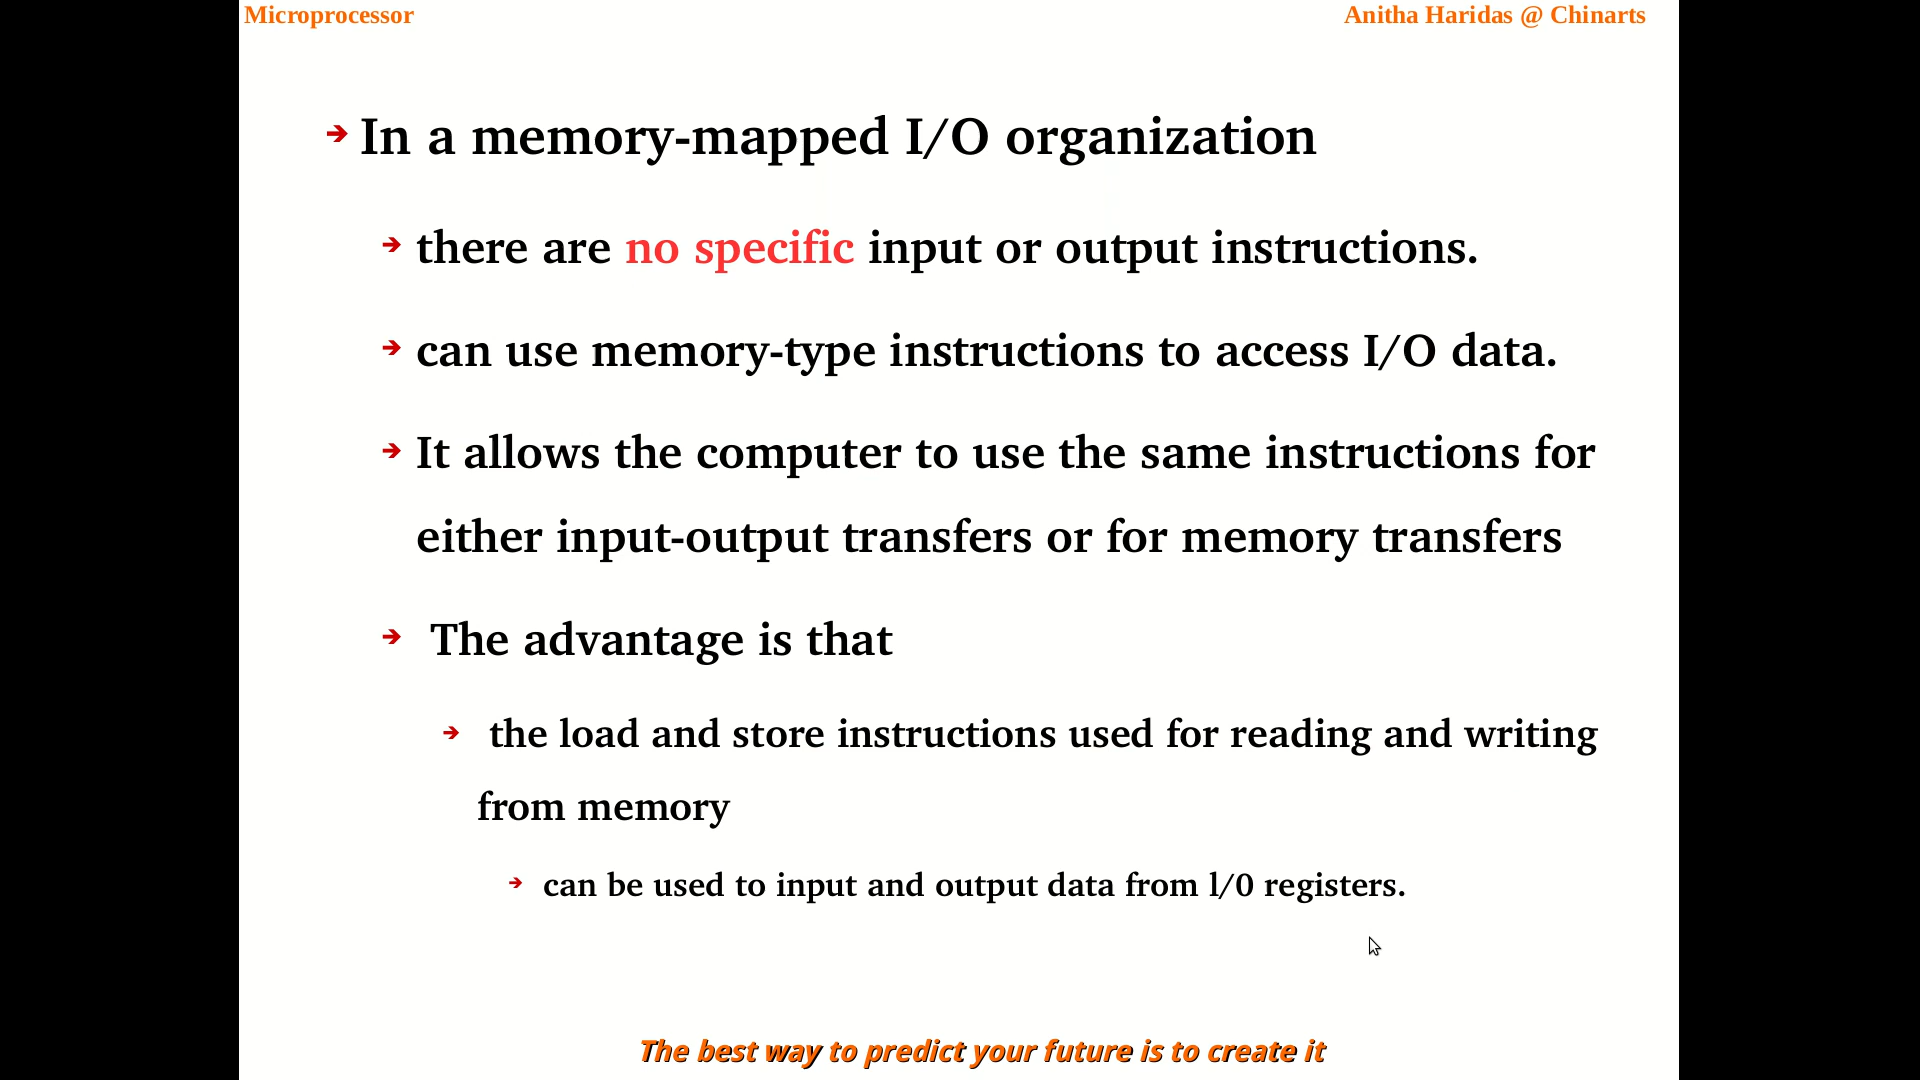 Microprocessor
Anitha Haridas @ Chinarts
In a memory-mapped I/O organization
there are no specific input or output instructions.
can use memory-type instructions to access I/O data.
It allows the computer to use the same instructions for
either input-output transfers or for memory transfers
The advantage is that
the load and store instructions used for reading and writing
from memory
can be used to input and output data from l/0 registers.
The best way to predict your future is to create it